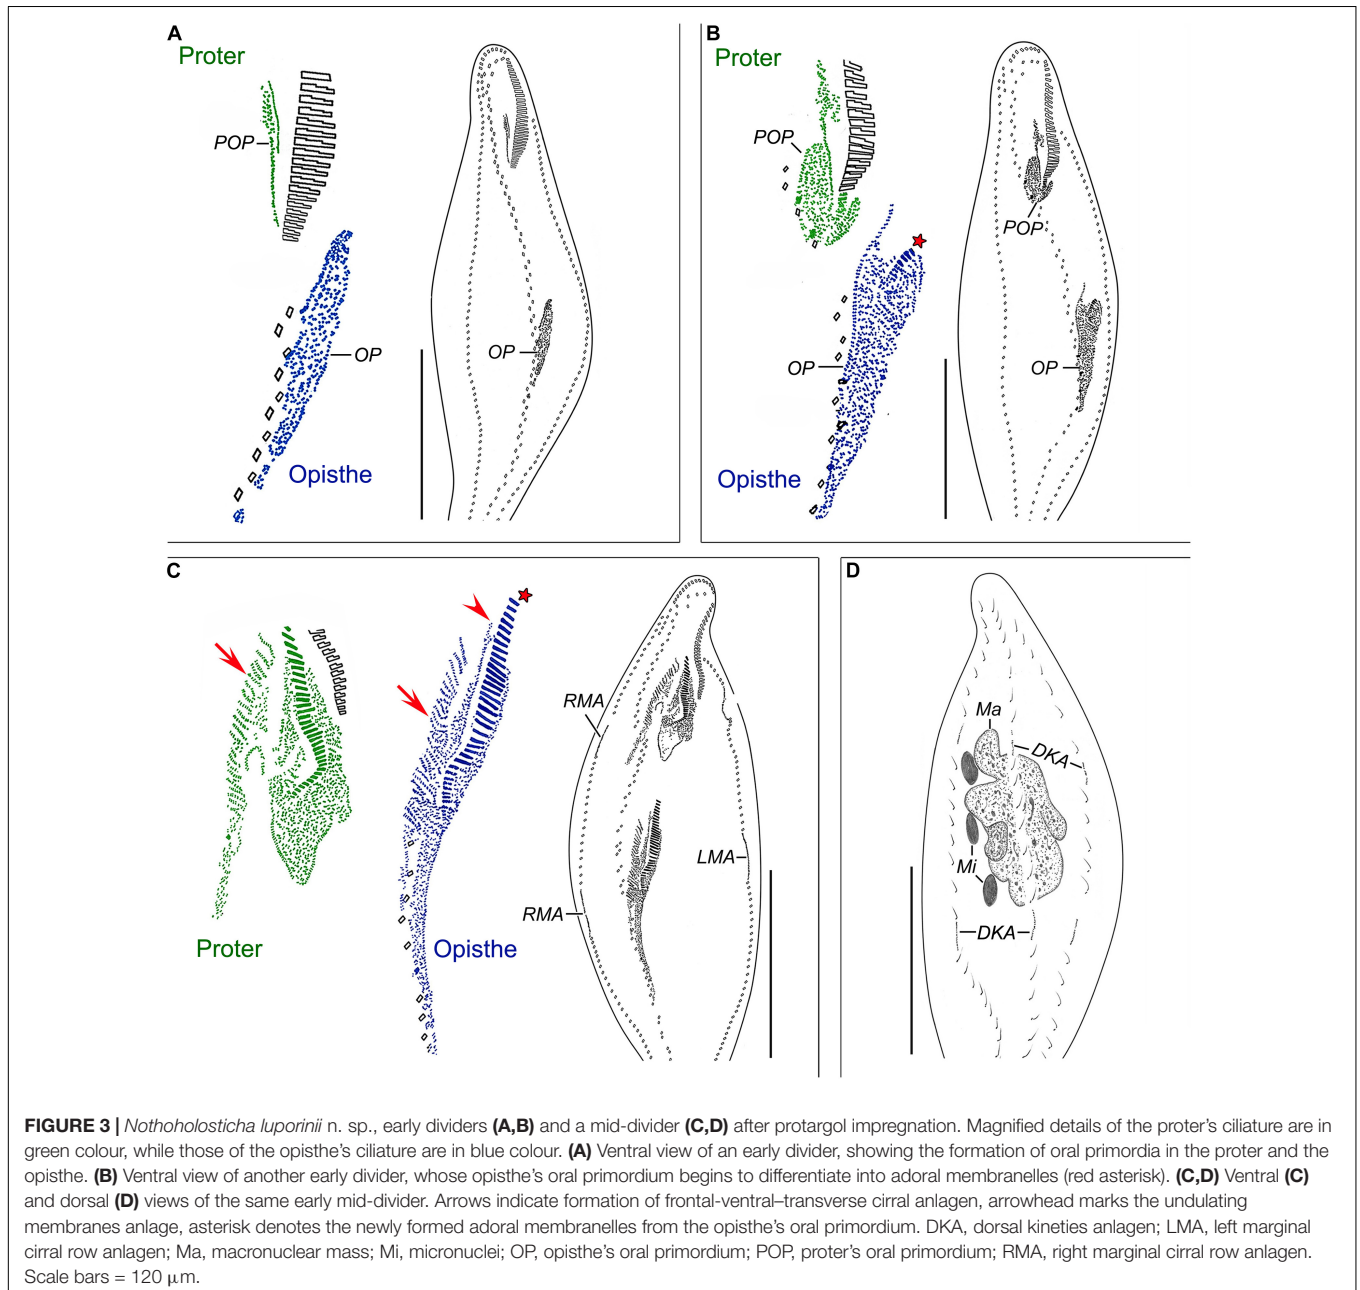 A
Proter
POP
OP
Opisthe
OP
B
Proter
POP
OP
Opisthe
POP
OP
C
Proter
Opisthe
RMA
RMA
LMA
D
Ma
DKA
Mi
DKA
FIGURE 3 | Nothoholosticha luporinii n. sp., early dividers (A,B) and a mid-divider (C,D) after protargol impregnation. Magnified details of the proter's ciliature are in
green colour, while those of the opisthe's ciliature are in blue colour. (A) Ventral view of an early divider, showing the formation of oral primordia in the proter and the
opisthe. (B) Ventral view of another early divider, whose opisthe's oral primordium begins to differentiate into adoral membranelles (red asterisk). (C,D) Ventral (C)
and dorsal (D) views of the same early mid-divider. Arrows indicate formation of frontal-ventral–transverse cirral anlagen, arrowhead marks the undulating
membranes anlage, asterisk denotes the newly formed adoral membranelles from the opisthe's oral primordium. DKA, dorsal kineties anlagen; LMA, left marginal
cirral row anlagen; Ma, macronuclear mass; Mi, micronuclei; OP, opisthe's oral primordium; POP, proter's oral primordium; RMA, right marginal cirral row anlagen.
Scale bars = 120 μm.